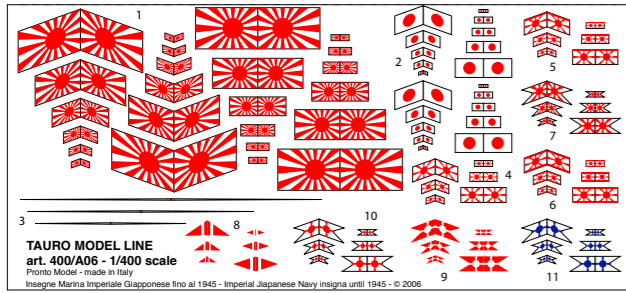 1
2
5
7
4
6
3
8
10
9
11
TAURO MODEL LINE
art. 400/A06 - 1/400 scale
Pronto Model - made in Italy
Insegne Marina Imperiale Giapponese fino al 1945 - Imperial Jiapanese Navy insigna until 1945 - © 2006